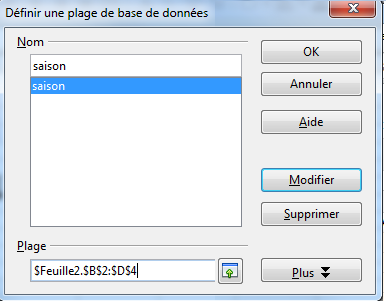 Définir une plage de base de données
Nom
saison
saison
OK
Annuler
Aide
Modifier
Supprimer
Plage
$Feuille2.$B$2:$D$4
Plus